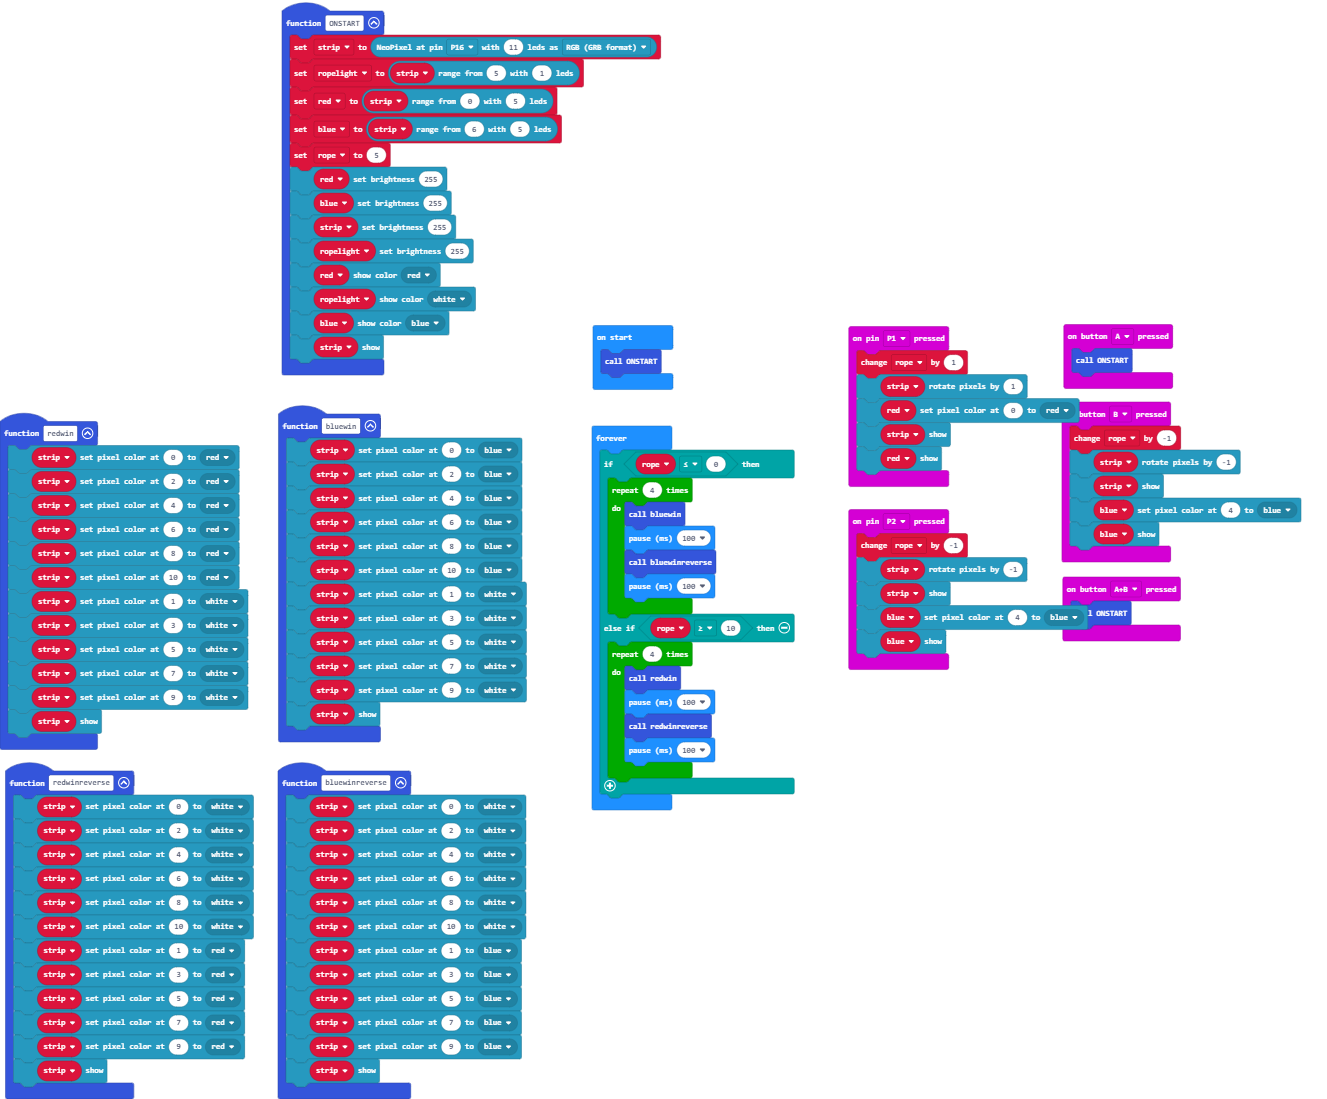 function ONSTART
set strip to NeoPixel at pin P16 with 11 leds as RGB (GRB format)
set ropelight to strip range from 5 with 1 leds
set red to strip range from 0 with 5 leds
set blue to strip range from 6 with 5 leds
set rope to 5
red set brightness 255
blue set brightness 255
strip set brightness 255
ropelight set brightness 255
red show color red
ropelight show color white
blue show color blue
strip show
function redwin
strip set pixel color at 0 to red
strip set pixel color at 2 to red
strip set pixel color at 4 to red
strip set pixel color at 6 to red
strip set pixel color at 8 to red
strip set pixel color at 10 to red
strip set pixel color at 1 to white
strip set pixel color at 3 to white
strip set pixel color at 5 to white
strip set pixel color at 7 to white
strip set pixel color at 9 to white
strip show
function bluewin
strip set pixel color at 0 to blue
strip set pixel color at 2 to blue
strip set pixel color at 4 to blue
strip set pixel color at 6 to blue
strip set pixel color at 8 to blue
strip set pixel color at 10 to blue
strip set pixel color at 1 to white
strip set pixel color at 3 to white
strip set pixel color at 5 to white
strip set pixel color at 7 to white
strip set pixel color at 9 to white
strip show
function redwinreverse
strip set pixel color at 0 to white
strip set pixel color at 2 to white
strip set pixel color at 4 to white
strip set pixel color at 6 to white
strip set pixel color at 8 to white
strip set pixel color at 10 to white
strip set pixel color at 1 to red
strip set pixel color at 3 to red
strip set pixel color at 5 to red
strip set pixel color at 7 to red
strip set pixel color at 9 to red
strip show
function bluewinreverse
strip set pixel color at 0 to white
strip set pixel color at 2 to white
strip set pixel color at 4 to white
strip set pixel color at 6 to white
strip set pixel color at 8 to white
strip set pixel color at 10 to white
strip set pixel color at 1 to blue
strip set pixel color at 3 to blue
strip set pixel color at 5 to blue
strip set pixel color at 7 to blue
strip set pixel color at 9 to blue
strip show
on start
call ONSTART
forever
if rope ≤ 0 then
repeat 4 times
do
call bluewin
pause (ms) 100
call bluewinreverse
pause (ms) 100
else if rope ≥ 10 then
repeat 4 times
do
call redwin
pause (ms) 100
call redwinreverse
pause (ms) 100
on pin P1 pressed
change rope by 1
strip rotate pixels by 1
red set pixel color at 0 to red
strip show
red show
on pin P2 pressed
change rope by -1
strip rotate pixels by -1
strip show
blue set pixel color at 4 to blue
blue show
on button A pressed
call ONSTART
button B pressed
change rope by -1
strip rotate pixels by -1
strip show
blue set pixel color at 4 to blue
blue show
on button A+B pressed
l ONSTART